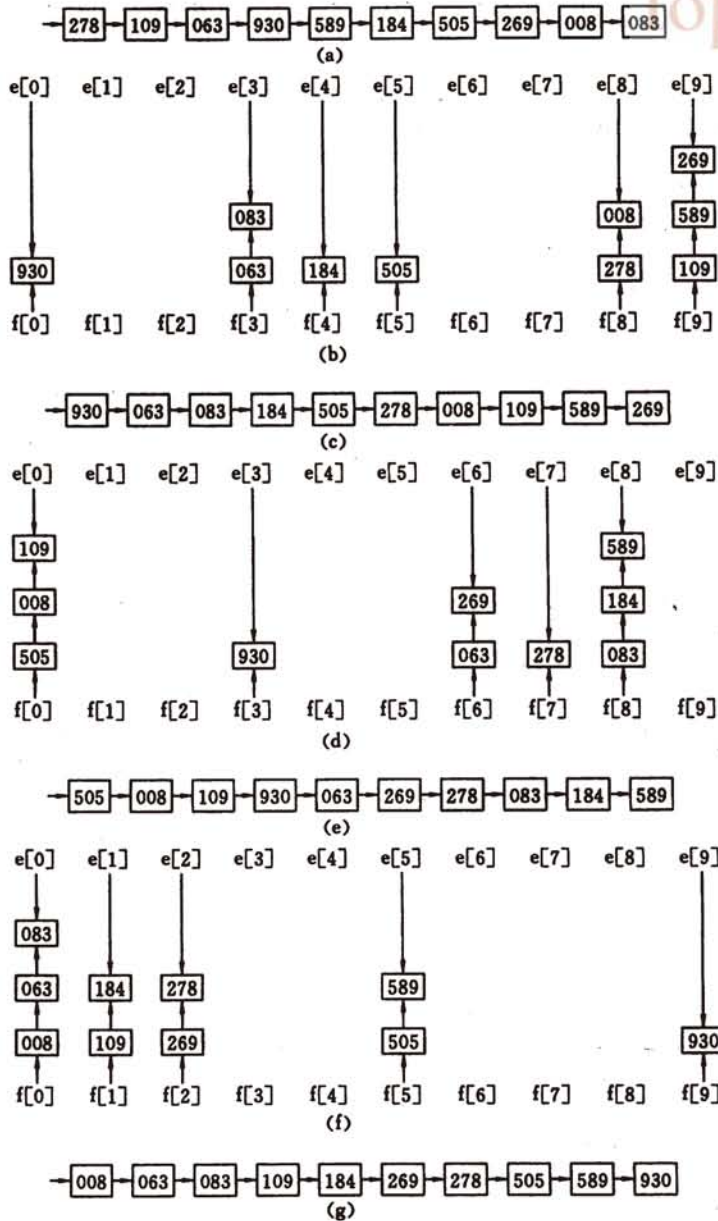 top
278 109 063 930 589 184 505 269 008 083
(a)
e[0] e[1] e[2] e[3] e[4] e[5] e[6] e[7] e[8] e[9]
269
083 008 589
930 063 184 505 278 109
f[0] f[1] f[2] f[3] f[4] f[5] f[6] f[7] f[8] f[9]
(b)
930 063 083 184 505 278 008 109 589 269
(c)
e[0] e[1] e[2] e[3] e[4] e[5] e[6] e[7] e[8] e[9]
109 589
008 269 184
505 930 063 278 083
f[0] f[1] f[2] f[3] f[4] f[5] f[6] f[7] f[8] f[9]
(d)
505 008 109 930 063 269 278 083 184 589
(e)
e[0] e[1] e[2] e[3] e[4] e[5] e[6] e[7] e[8] e[9]
083
063 184 278 589
008 109 269 505 930
f[0] f[1] f[2] f[3] f[4] f[5] f[6] f[7] f[8] f[9]
(f)
008 063 083 109 184 269 278 505 589 930
(g)